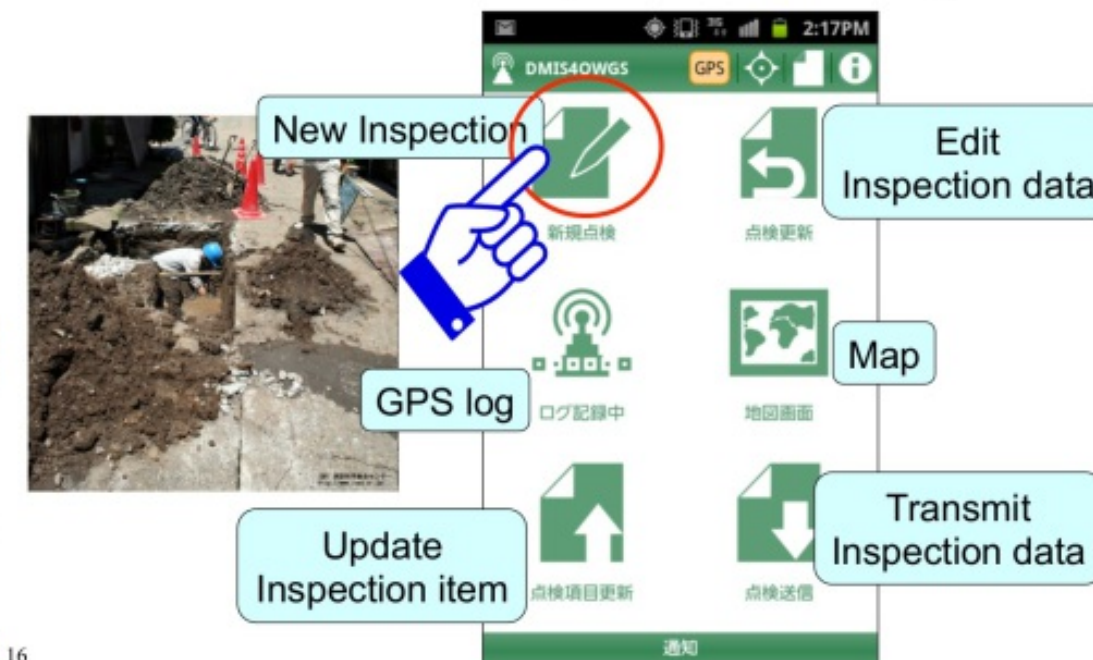 2:17PM
DMIS4OWGS
GPS
New Inspection
Edit
Inspection data
新規点検
点検更新
GPS log
Map
ログ記録中
地図画面
Update
Inspection item
Transmit
Inspection data
点検項目更新
点検送信
通知
16